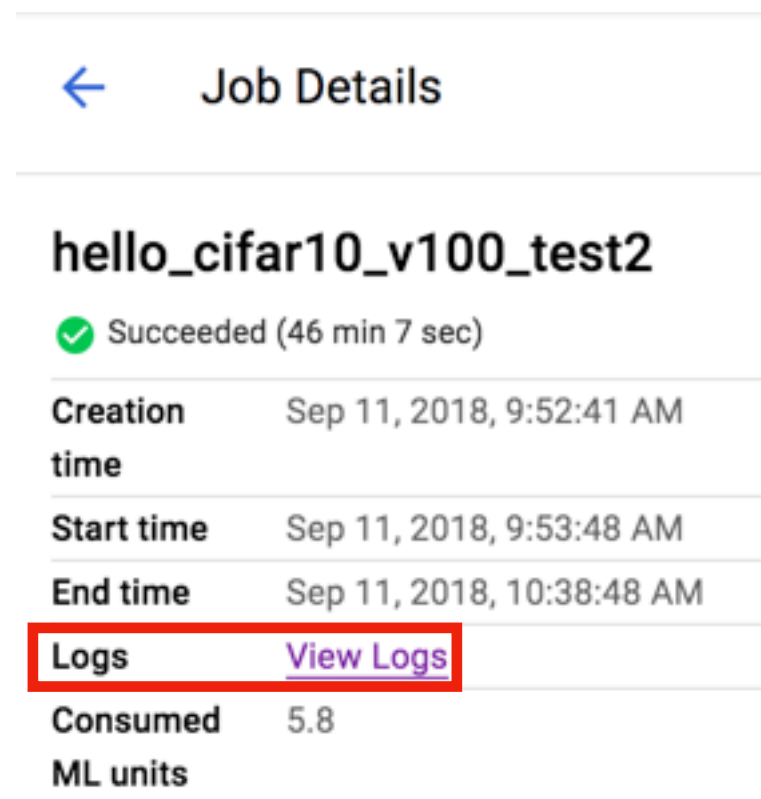 Job Details
hello_cifar10_v100_test2
Succeeded (46 min 7 sec)
Creation time Sep 11, 2018, 9:52:41 AM
Start time Sep 11, 2018, 9:53:48 AM
End time Sep 11, 2018, 10:38:48 AM
Logs View Logs
Consumed ML units 5.8